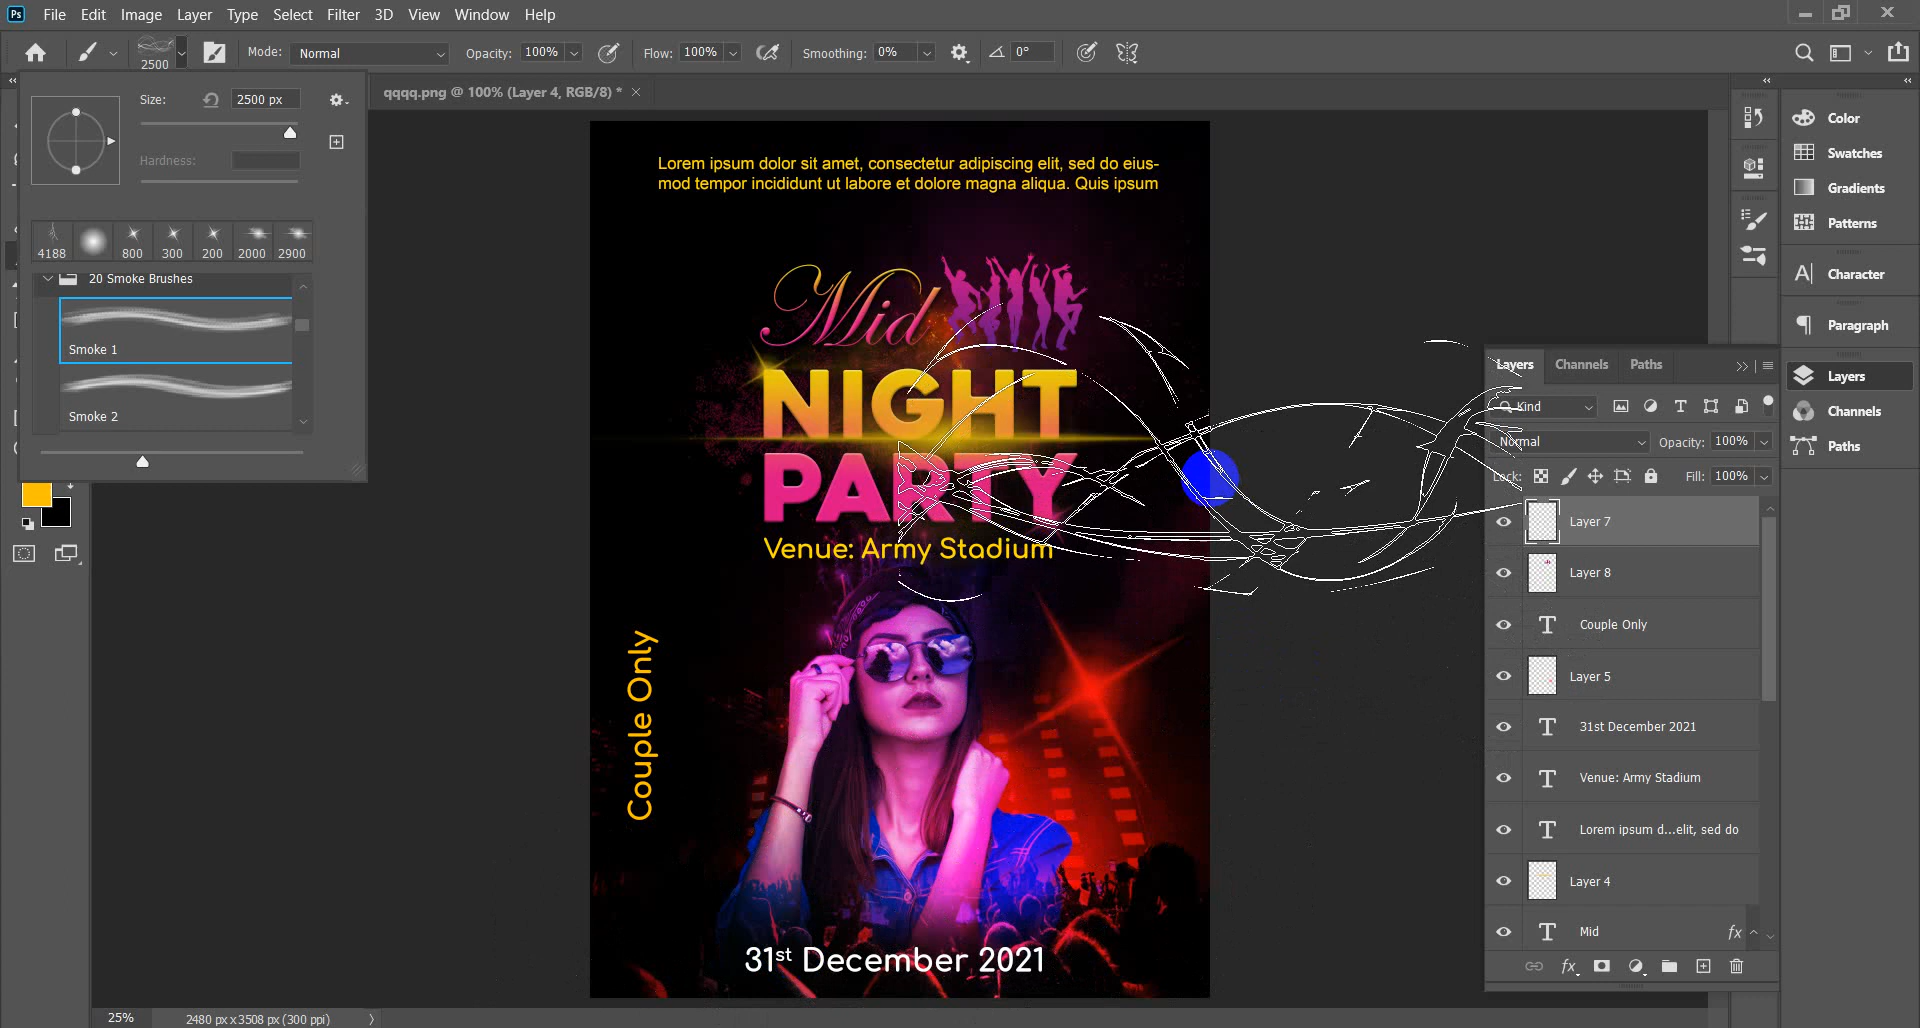 File Edit Image Layer Type Select Filter 3D View Window Help
2500
Mode: Normal
Opacity: 100%
Flow: 100%
Smoothing: 0%
0°
Size: 2500 px
Hardness:
4188 800 300 200 2000 2900
20 Smoke Brushes
Smoke 1
Smoke 2
qqqq.png @ 100% (Layer 4, RGB/8) *
Lorem ipsum dolor sit amet, consectetur adipiscing elit, sed do eius-
mod tempor incididunt ut labore et dolore magna aliqua. Quis ipsum
Mid
NIGHT
PARTY
Venue: Army Stadium
Couple Only
31st December 2021
Color
Swatches
Gradients
Patterns
Character
Paragraph
Layers
Channels
Paths
Layers Channels Paths
Kind
Normal Opacity: 100%
Lock: Fill: 100%
Layer 7
Layer 8
Couple Only
Layer 5
31st December 2021
Venue: Army Stadium
Lorem ipsum d...elit, sed do
Layer 4
Mid fx
fx
25% 2480 px x 3508 px (300 ppi)